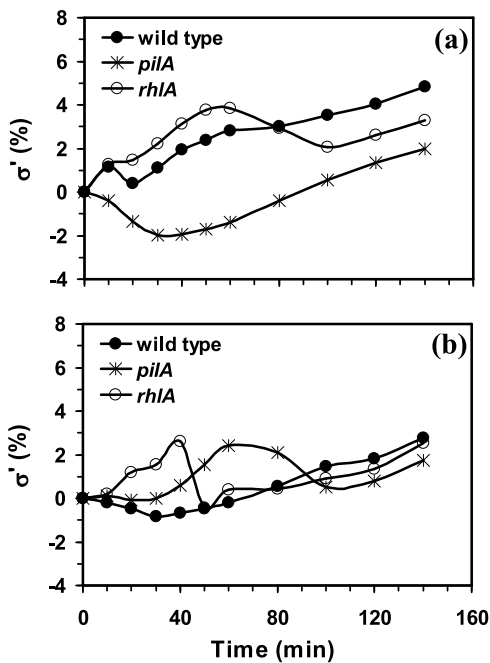 8
6
4
2
0
-2
-4
σ' (%)
wild type
pilA
rhlA
(a)
8
6
4
2
0
-2
-4
σ' (%)
wild type
pilA
rhlA
(b)
0 40 80 120 160
Time (min)